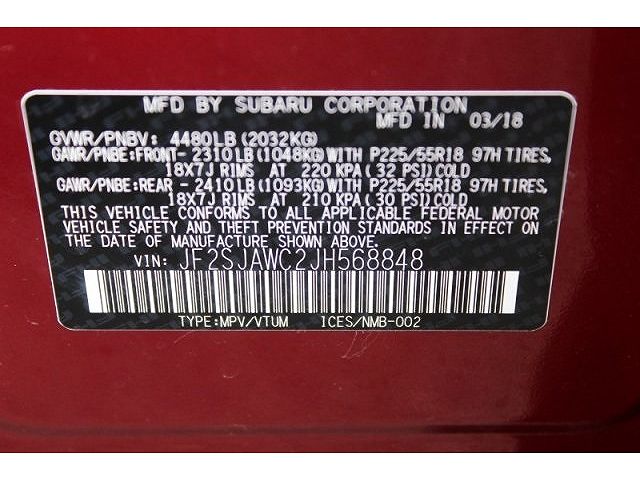 MFD BY SUBARU CORPORATION
MFD IN 03/18
GVWR/PNBV: 4480LB(2032KG)
GAWR/PNBE:FRONT- 2310LB(1048KG)WITH P225/55R18 97H TIRES,
18X7J RIMS AT 220 KPA(32 PSI)COLD
GAWR/PNBE:REAR - 2410LB(1093KG)WITH P225/55R18 97H TIRES,
18X7J RIMS AT 210 KPA(30 PSI)COLD
THIS VEHICLE CONFORMS TO ALL APPLICABLE FEDERAL MOTOR
VEHICLE SAFETY AND THEFT PREVENTION STANDARDS IN EFFECT ON
THE DATE OF MANUFACTURE SHOWN ABOVE.
VIN: JF2SJAWC2JH568848
TYPE:MPV/VTUM ICES/NMB-002